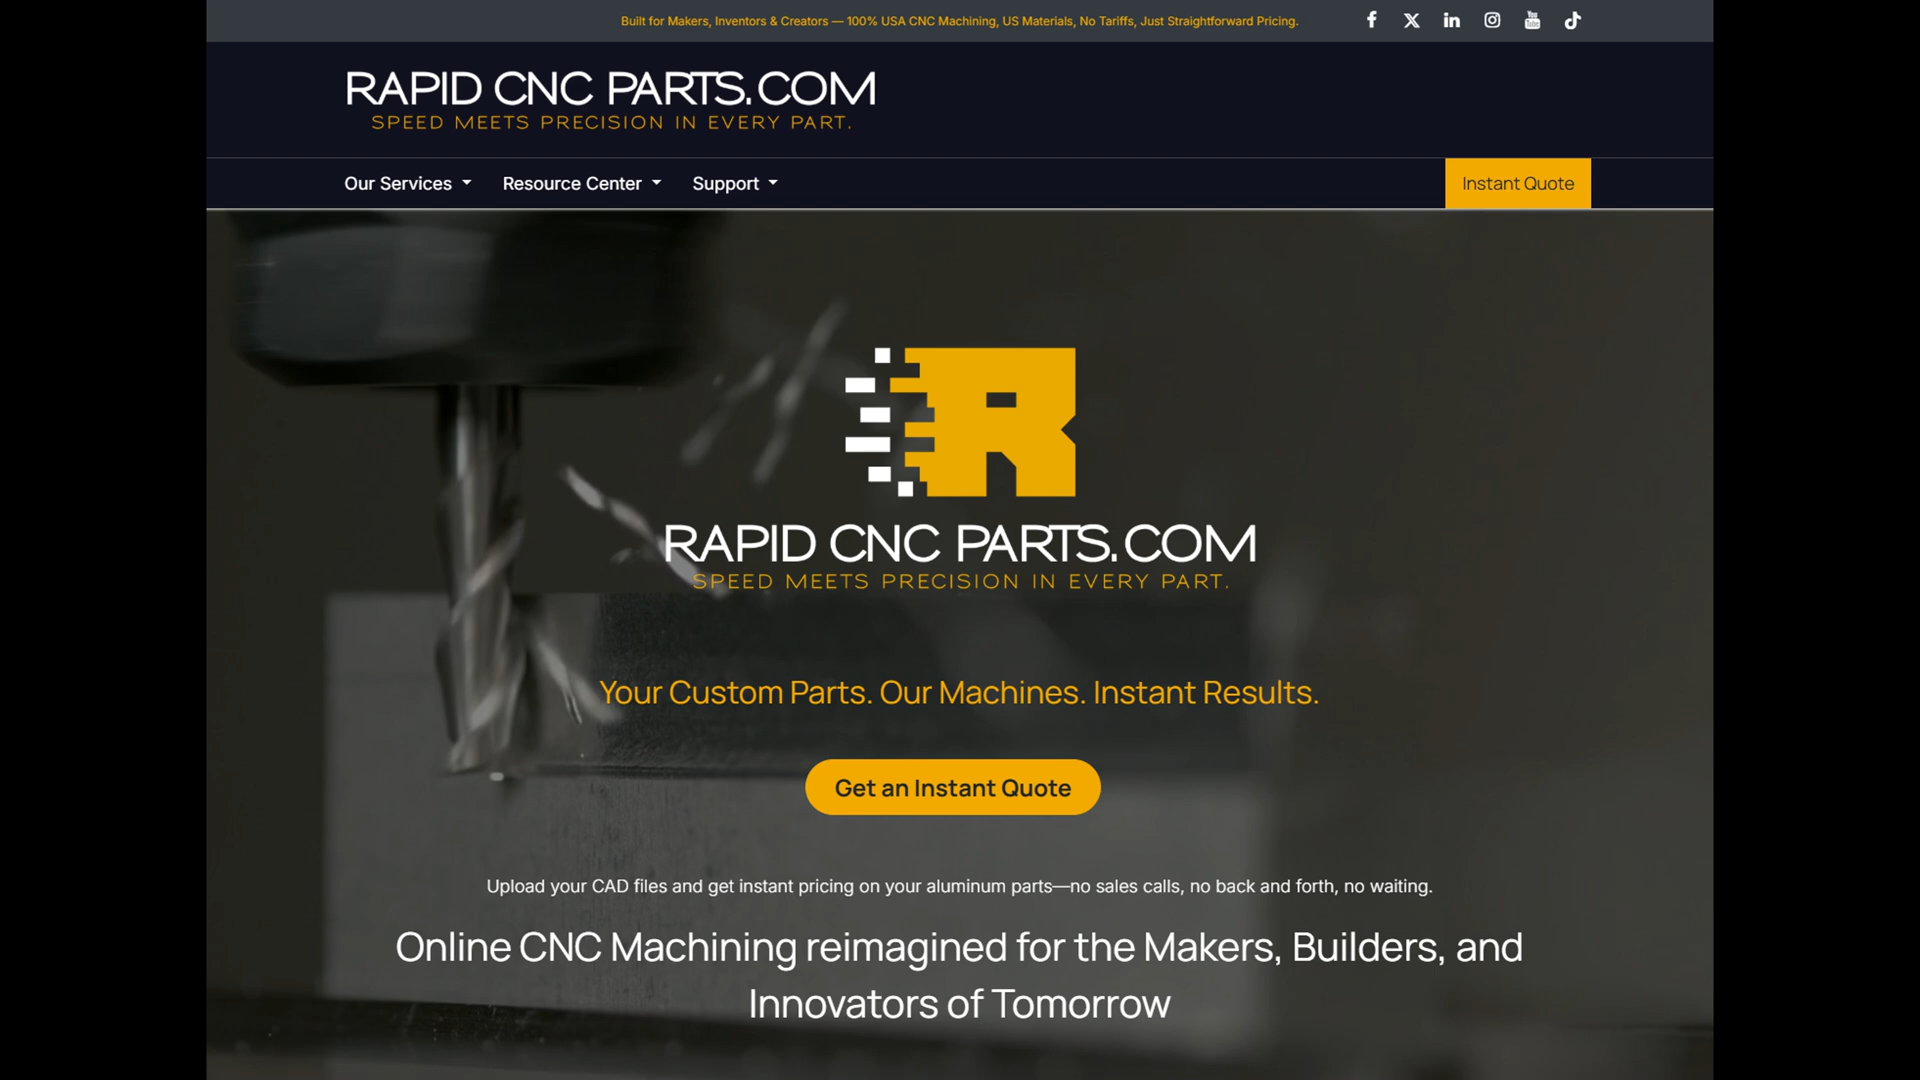 Built for Makers, Inventors & Creators — 100% USA CNC Machining, US Materials, No Tariffs, Just Straightforward Pricing.
RAPID CNC PARTS.COM
SPEED MEETS PRECISION IN EVERY PART.
Our Services Resource Center Support Instant Quote
R
RAPID CNC PARTS.COM
SPEED MEETS PRECISION IN EVERY PART.
Your Custom Parts. Our Machines. Instant Results.
Get an Instant Quote
Upload your CAD files and get instant pricing on your aluminum parts—no sales calls, no back and forth, no waiting.
Online CNC Machining reimagined for the Makers, Builders, and
Innovators of Tomorrow